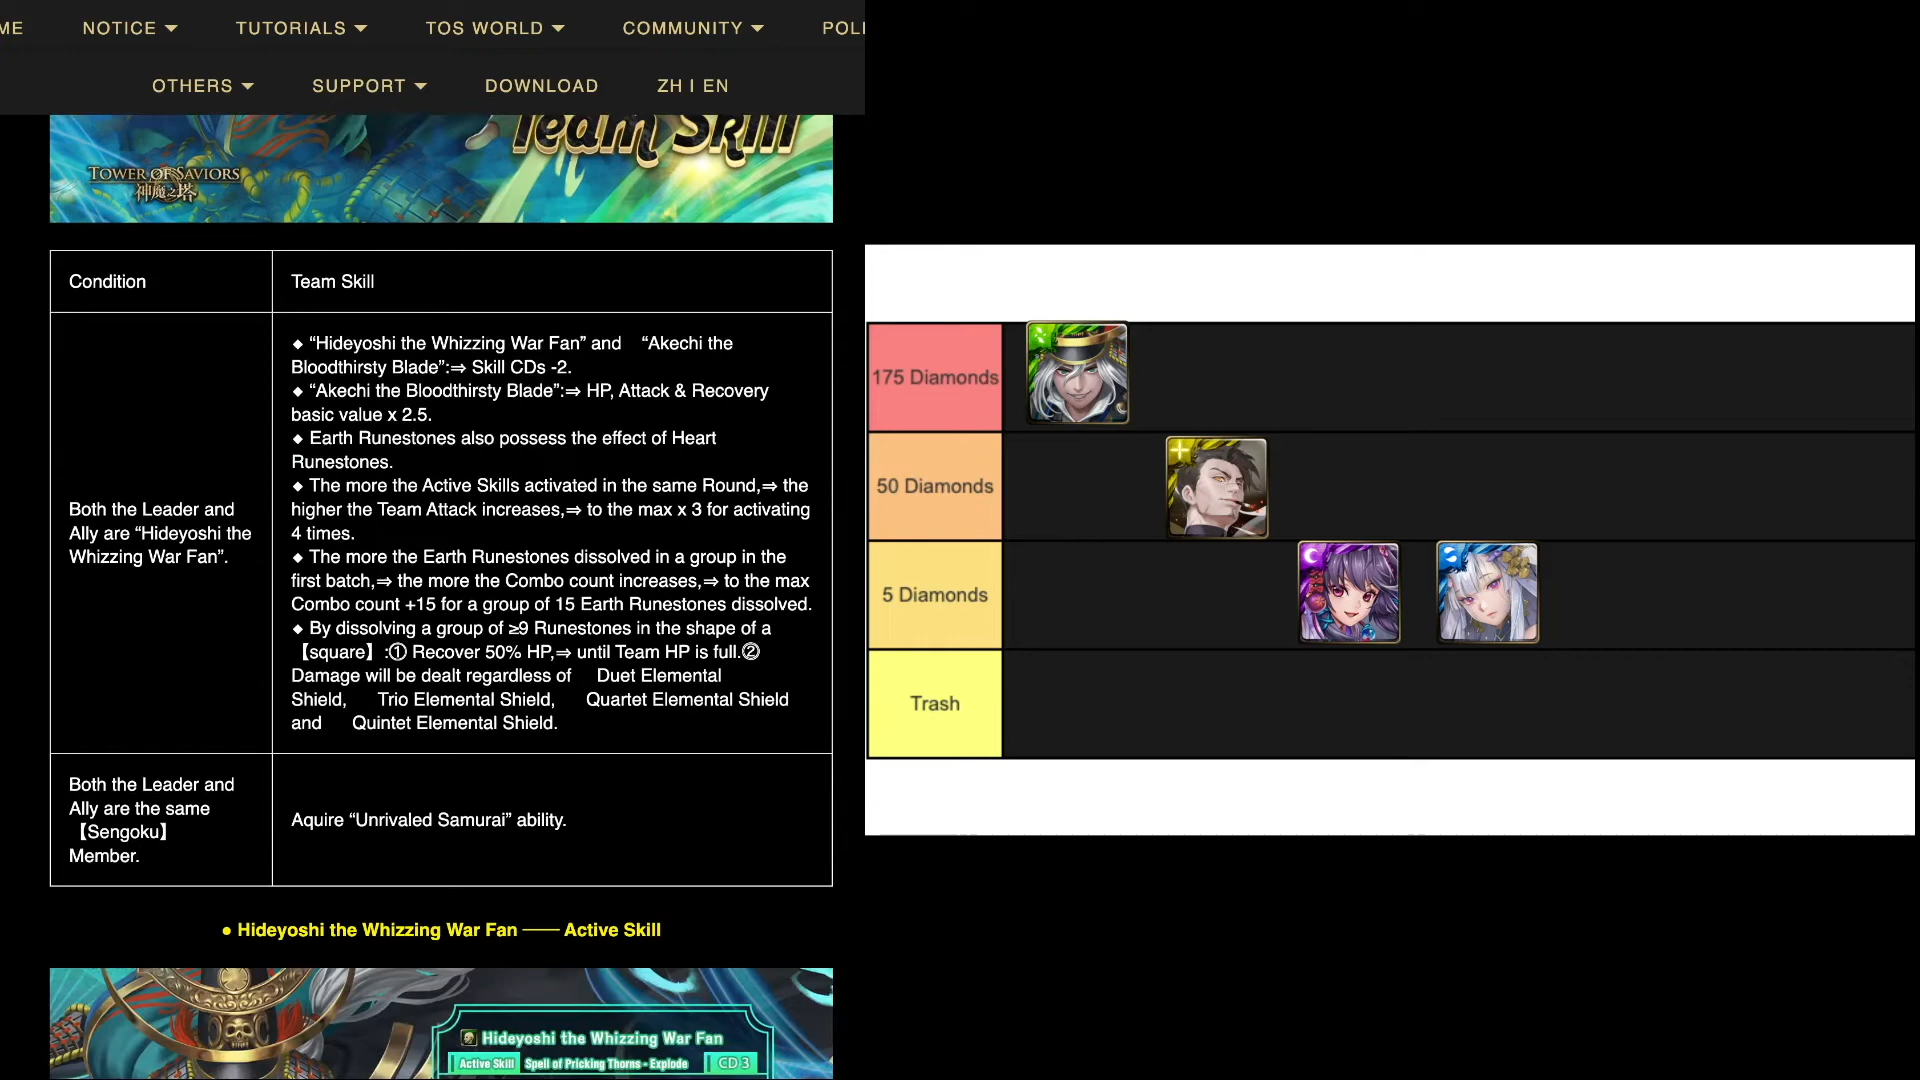 ME NOTICE TUTORIALS TOS WORLD COMMUNITY POLI
OTHERS SUPPORT DOWNLOAD ZH I EN
Team Skill
TOWER OF SAVIORS
神魔之塔
Condition
Team Skill
Both the Leader and
Ally are “Hideyoshi the
Whizzing War Fan”.
◆ “Hideyoshi the Whizzing War Fan” and “Akechi the
Bloodthirsty Blade”:⇒ Skill CDs -2.
◆ “Akechi the Bloodthirsty Blade”:⇒ HP, Attack & Recovery
basic value x 2.5.
◆ Earth Runestones also possess the effect of Heart
Runestones.
◆ The more the Active Skills activated in the same Round,⇒ the
higher the Team Attack increases,⇒ to the max x 3 for activating
4 times.
◆ The more the Earth Runestones dissolved in a group in the
first batch,⇒ the more the Combo count increases,⇒ to the max
Combo count +15 for a group of 15 Earth Runestones dissolved.
◆ By dissolving a group of ≥9 Runestones in the shape of a
【square】:① Recover 50% HP,⇒ until Team HP is full.②
Damage will be dealt regardless of Duet Elemental
Shield, Trio Elemental Shield, Quartet Elemental Shield
and Quintet Elemental Shield.
Both the Leader and
Ally are the same
【Sengoku】
Member.
Aquire “Unrivaled Samurai” ability.
● Hideyoshi the Whizzing War Fan —— Active Skill
Hideyoshi the Whizzing War Fan
Active Skill Spell of Pricking Thorns - Explode CD 3
175 Diamonds
50 Diamonds
5 Diamonds
Trash